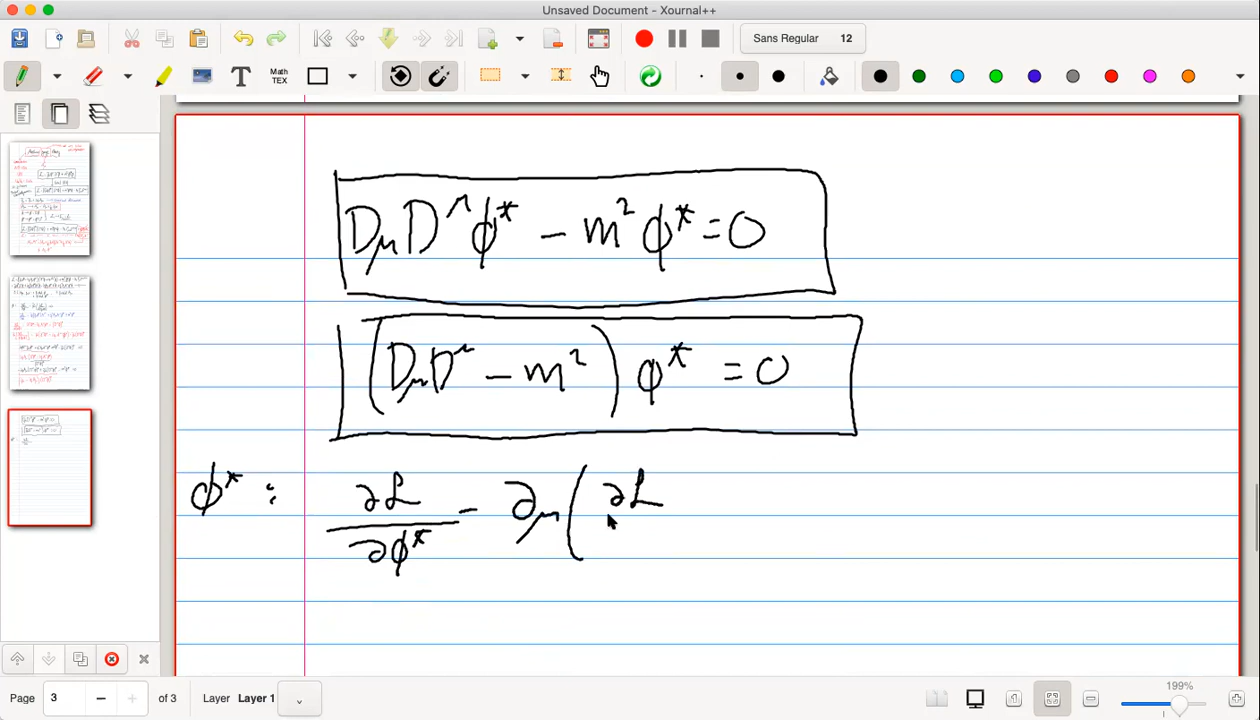 Unsaved Document - Xournal++
Sans Regular 12
Math
TEX
D_μ D^μ φ* - m² φ* = 0
(D_μ D^μ - m²) φ* = 0
φ* : ∂ℒ/∂φ* - ∂_μ ( ∂ℒ
199%
Page 3 of 3 Layer Layer 1